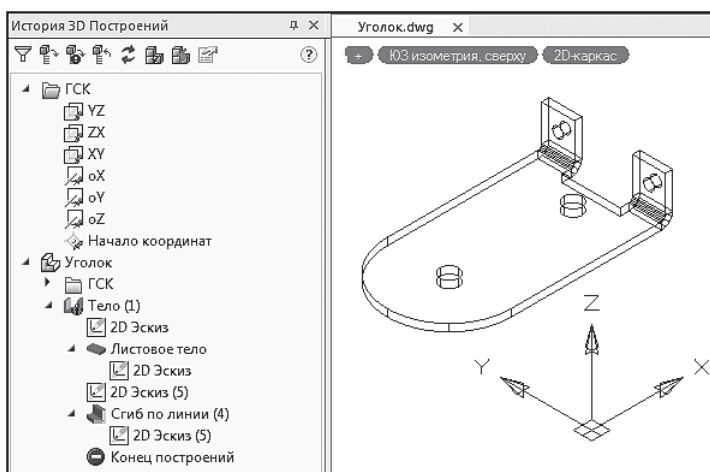 История 3D Построений
ГСК
YZ
ZX
XY
oX
oY
oZ
Начало координат
Уголок
ГСК
Тело (1)
2D Эскиз
Листовое тело
2D Эскиз
2D Эскиз (5)
Сгиб по линии (4)
2D Эскиз (5)
Конец построений
Уголок.dwg
+ ЮЗ изометрия, сверху 2D-каркас
Z
Y
X